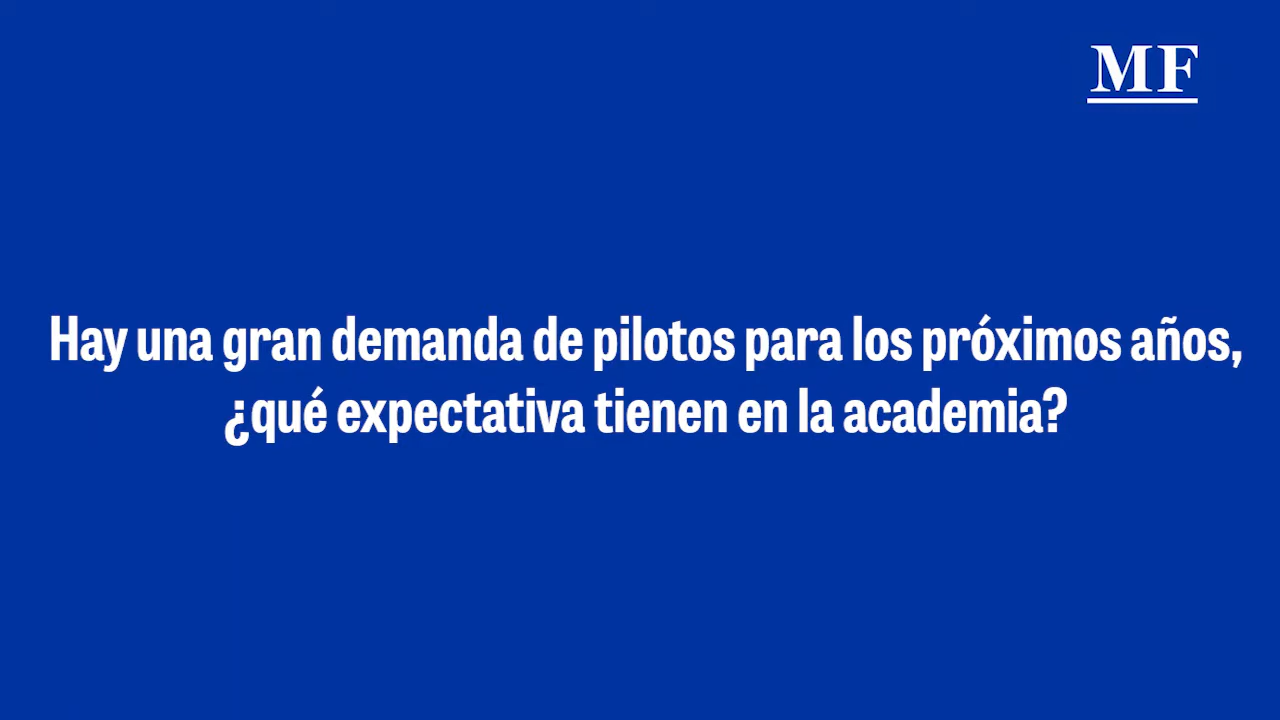 MF
Hay una gran demanda de pilotos para los próximos años,
¿qué expectativa tienen en la academia?